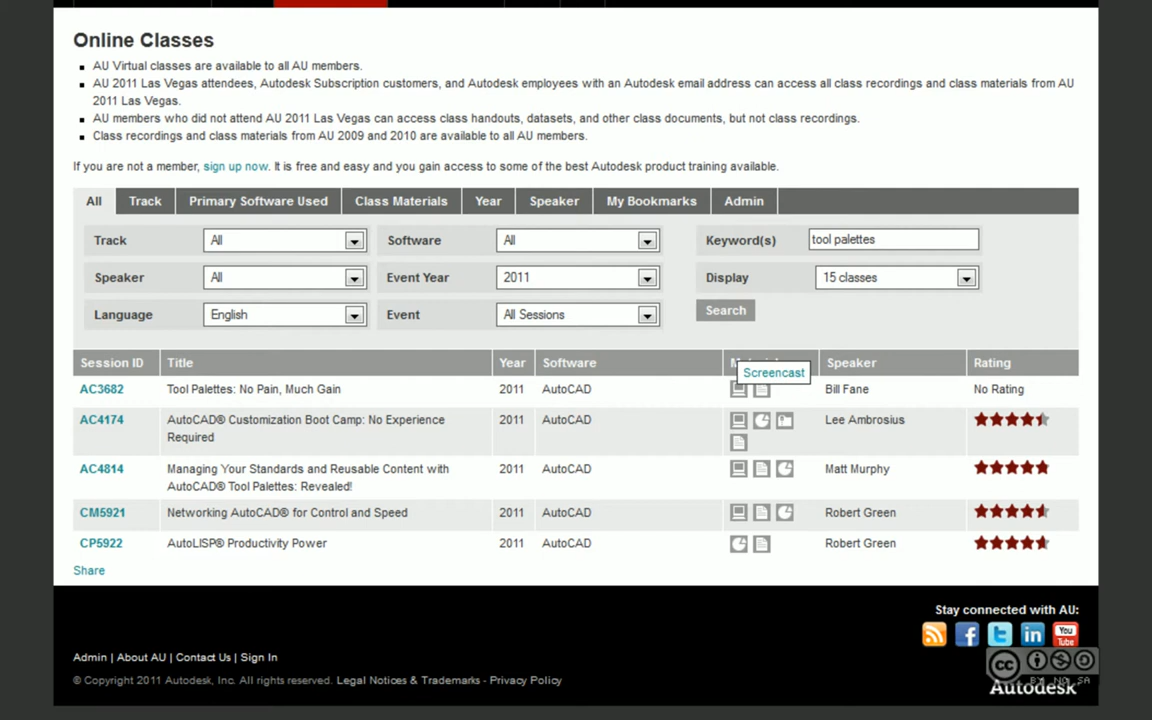 Online Classes
AU Virtual classes are available to all AU members.
AU 2011 Las Vegas attendees, Autodesk Subscription customers, and Autodesk employees with an Autodesk email address can access all class recordings and class materials from AU
2011 Las Vegas.
AU members who did not attend AU 2011 Las Vegas can access class handouts, datasets, and other class documents, but not class recordings.
Class recordings and class materials from AU 2009 and 2010 are available to all AU members.
If you are not a member, sign up now. It is free and easy and you gain access to some of the best Autodesk product training available.
All Track Primary Software Used Class Materials Year Speaker My Bookmarks Admin
Track All Software All Keyword(s) tool palettes
Speaker All Event Year 2011 Display 15 classes
Language English Event All Sessions Search
Session ID Title Year Software Speaker Rating
Screencast
AC3682 Tool Palettes: No Pain, Much Gain 2011 AutoCAD Bill Fane No Rating
AC4174 AutoCAD® Customization Boot Camp: No Experience 2011 AutoCAD Lee Ambrosius
Required
AC4814 Managing Your Standards and Reusable Content with 2011 AutoCAD Matt Murphy
AutoCAD® Tool Palettes: Revealed!
CM5921 Networking AutoCAD® for Control and Speed 2011 AutoCAD Robert Green
CP5922 AutoLISP® Productivity Power 2011 AutoCAD Robert Green
Share
Stay connected with AU:
You
Tube
Admin | About AU | Contact Us | Sign In
cc
BY NC SA
© Copyright 2011 Autodesk, Inc. All rights reserved. Legal Notices & Trademarks - Privacy Policy
Autodesk